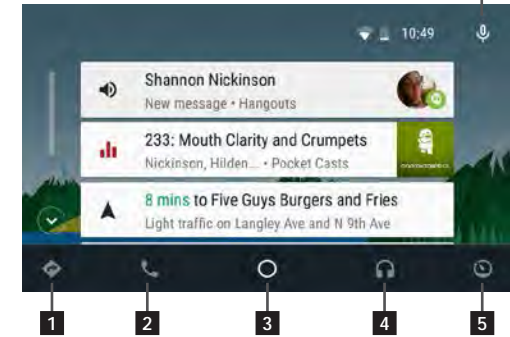 10:49
Shannon Nickinson
New message • Hangouts
233: Mouth Clarity and Crumpets
Nickinson, Hilden... • Pocket Casts
8 mins to Five Guys Burgers and Fries
Light traffic on Langley Ave and N 9th Ave
1 2 3 4 5